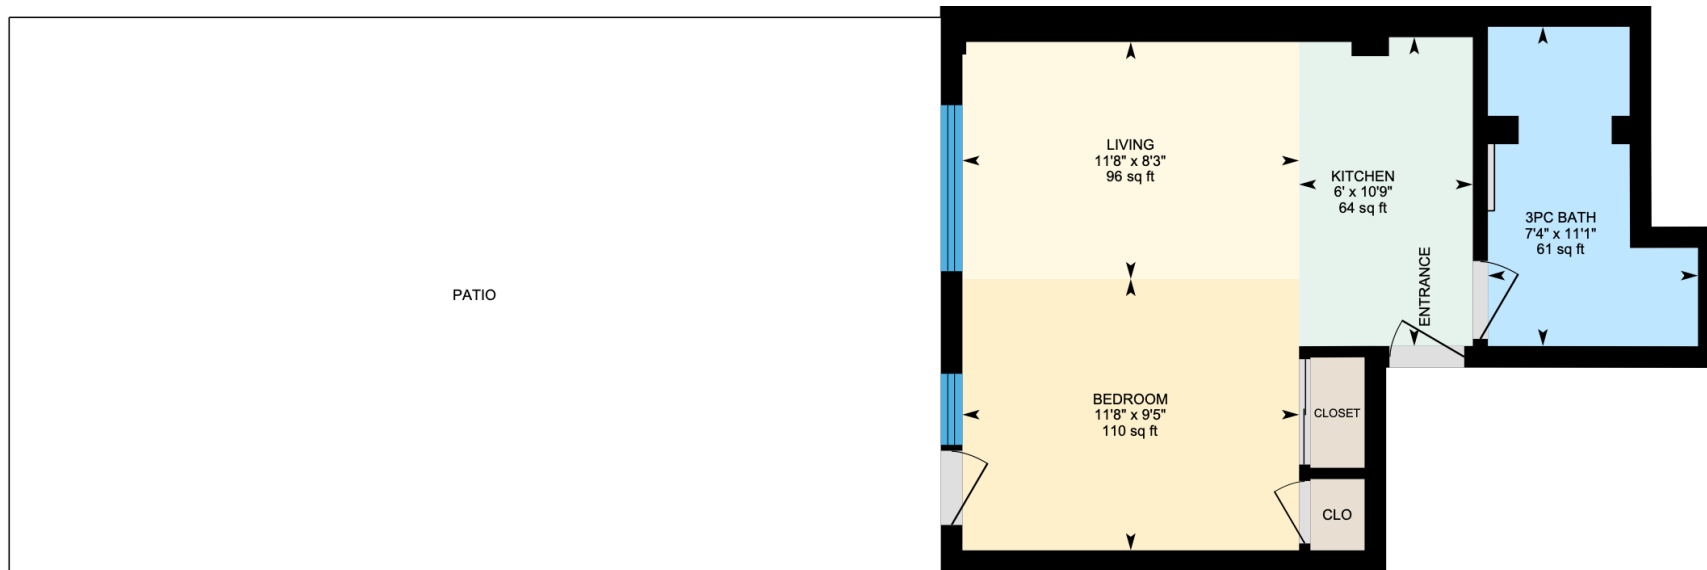 PATIO
LIVING
11'8" x 8'3"
96 sq ft
KITCHEN
6' x 10'9"
64 sq ft
ENTRANCE
3PC BATH
7'4" x 11'1"
61 sq ft
BEDROOM
11'8" x 9'5"
110 sq ft
CLOSET
CLO